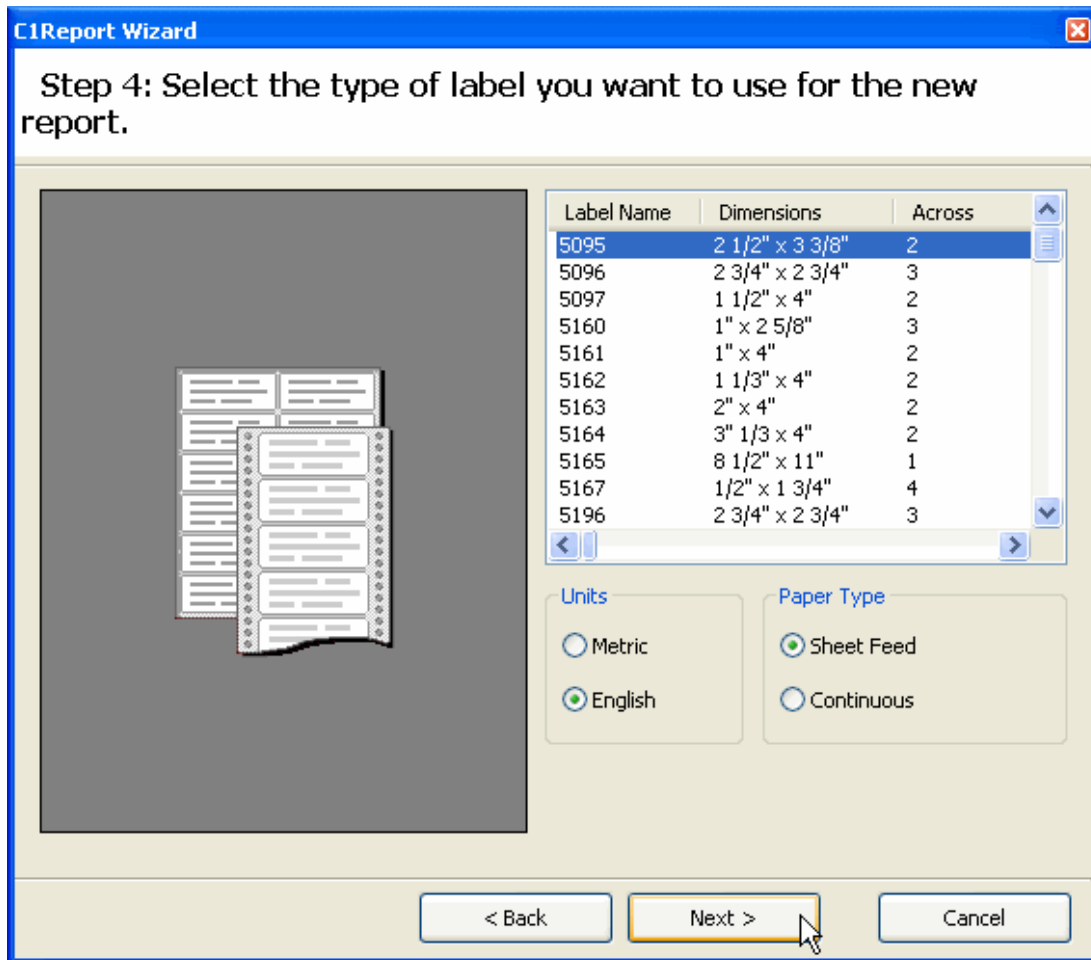 C1Report Wizard
Step 4: Select the type of label you want to use for the new
report.
Label Name Dimensions Across
5095 2 1/2" x 3 3/8" 2
5096 2 3/4" x 2 3/4" 3
5097 1 1/2" x 4" 2
5160 1" x 2 5/8" 3
5161 1" x 4" 2
5162 1 1/3" x 4" 2
5163 2" x 4" 2
5164 3" 1/3 x 4" 2
5165 8 1/2" x 11" 1
5167 1/2" x 1 3/4" 4
5196 2 3/4" x 2 3/4" 3
Units Paper Type
Metric Sheet Feed
English Continuous
< Back Next > Cancel